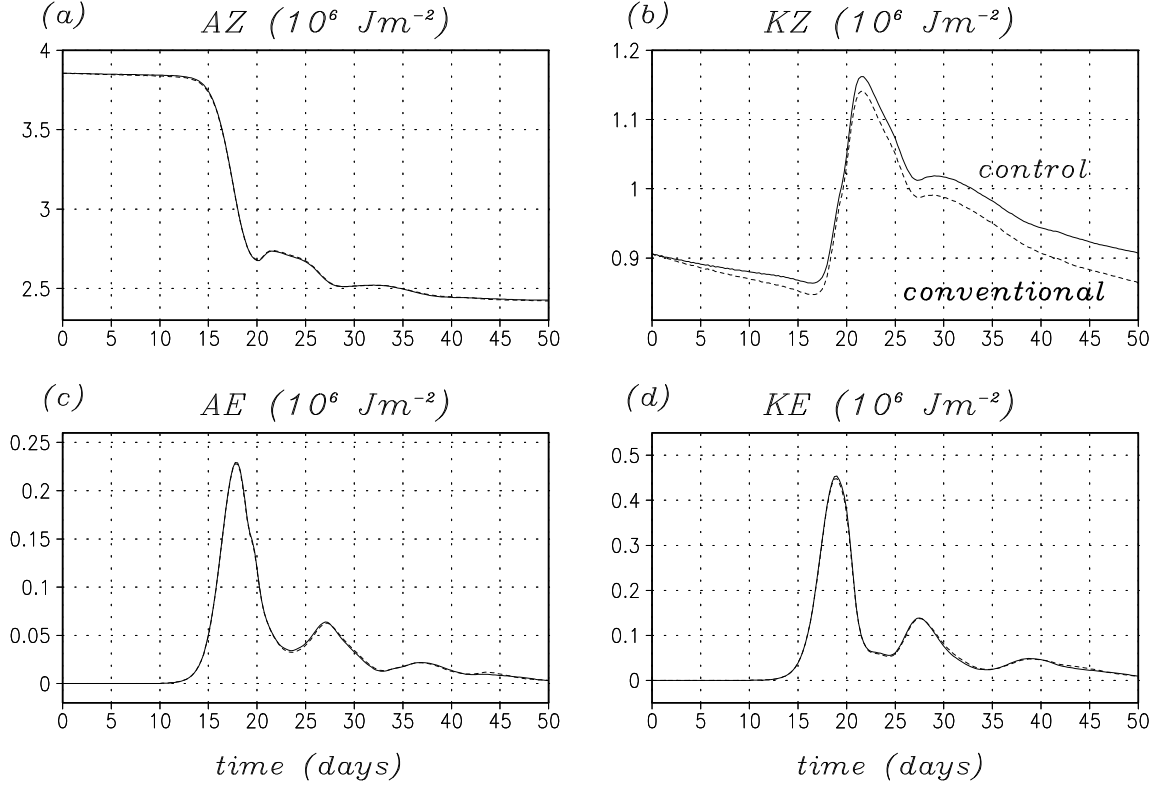 (a) AZ (10⁶ Jm⁻²)
4
3.5
3
2.5
0 5 10 15 20 25 30 35 40 45 50
(b) KZ (10⁶ Jm⁻²)
1.2
1.1
1
0.9
control
conventional
0 5 10 15 20 25 30 35 40 45 50
(c) AE (10⁶ Jm⁻²)
0.25
0.2
0.15
0.1
0.05
0
0 5 10 15 20 25 30 35 40 45 50
time (days)
(d) KE (10⁶ Jm⁻²)
0.5
0.4
0.3
0.2
0.1
0
0 5 10 15 20 25 30 35 40 45 50
time (days)